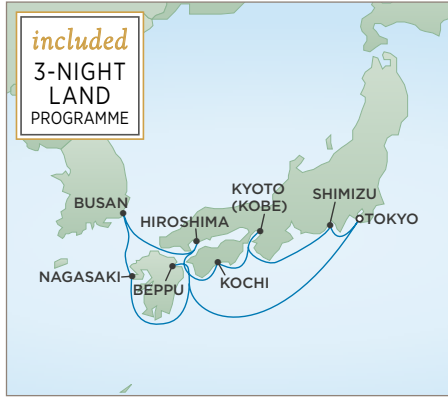 included
3-NIGHT
LAND
PROGRAMME
KYOTO
(KOBE)
SHIMIZU
BUSAN
HIROSHIMA
TOKYO
NAGASAKI
BEPPU
KOCHI